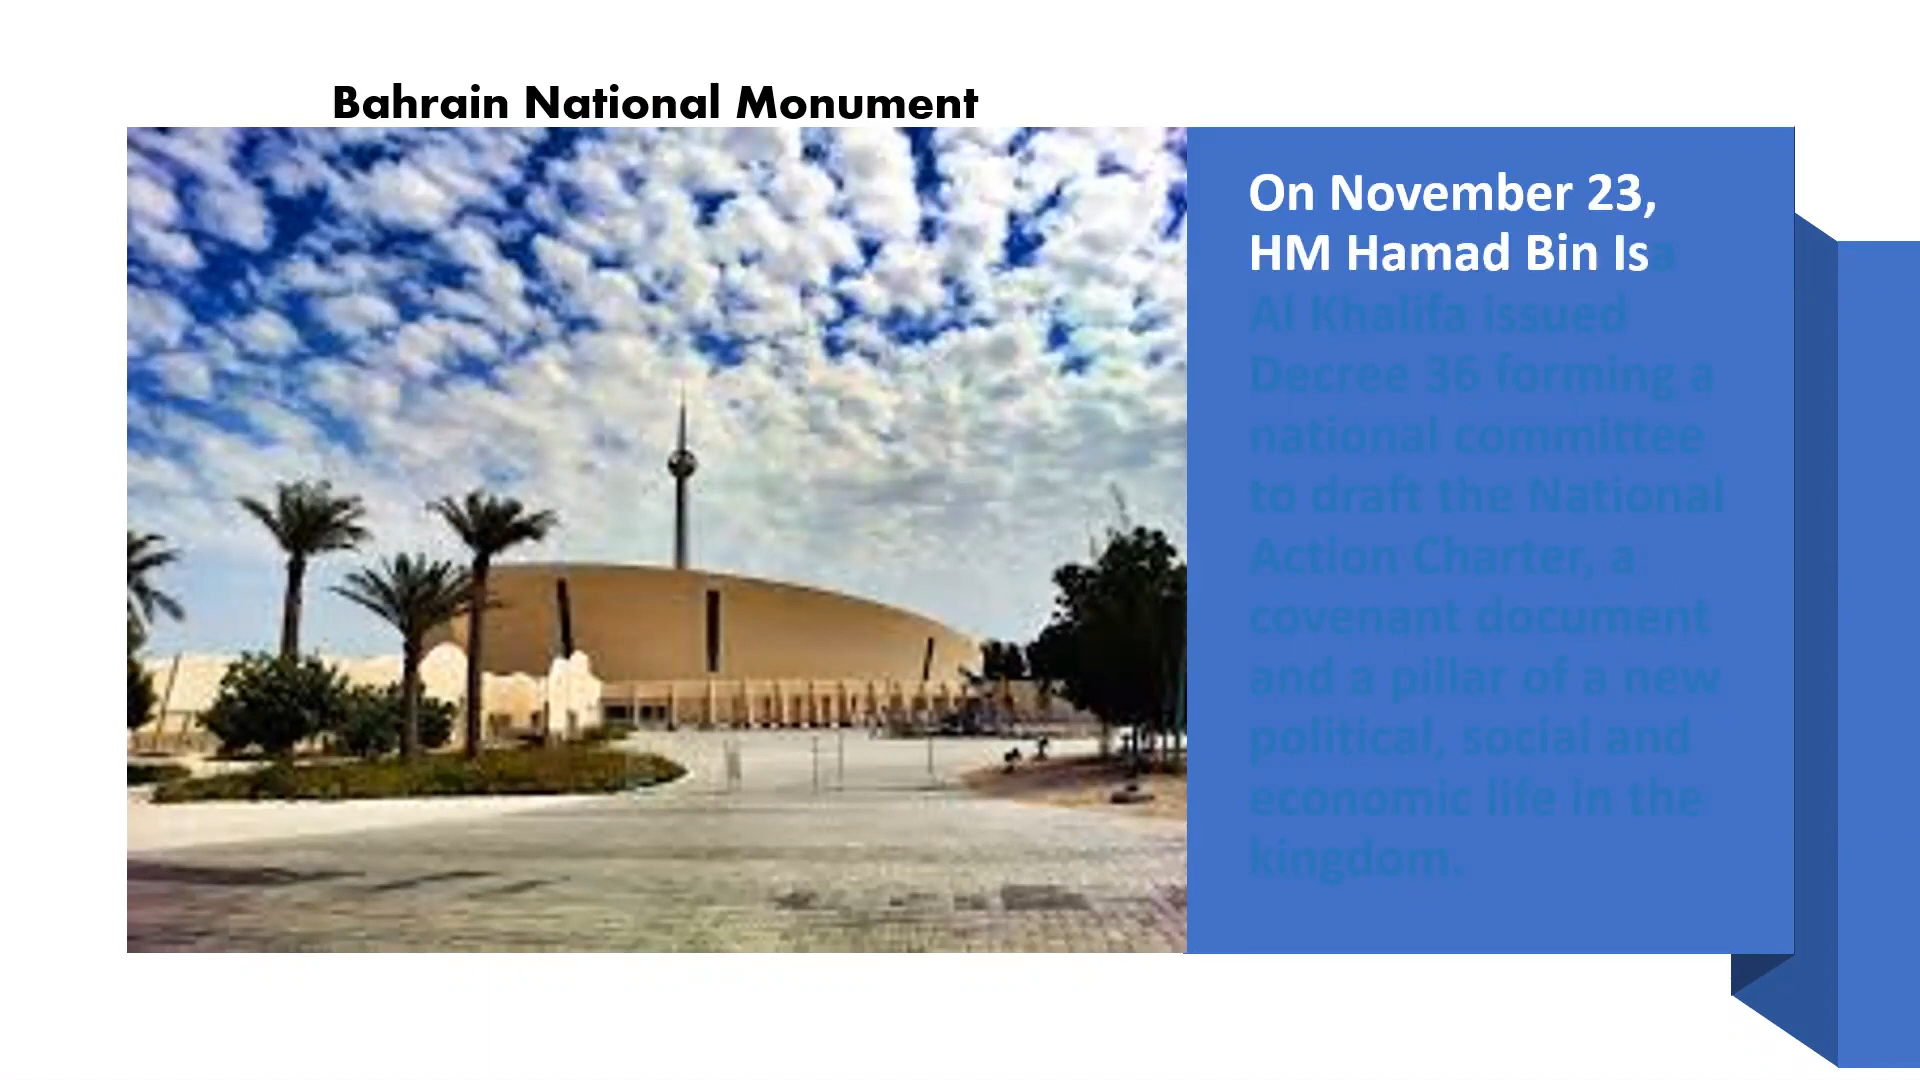 Bahrain National Monument
On November 23,
HM Hamad Bin Isa
Al Khalifa issued
Decree 36 forming a
national committee
to draft the National
Action Charter, a
covenant document
and a pillar of a new
political, social and
economic life in the
kingdom.